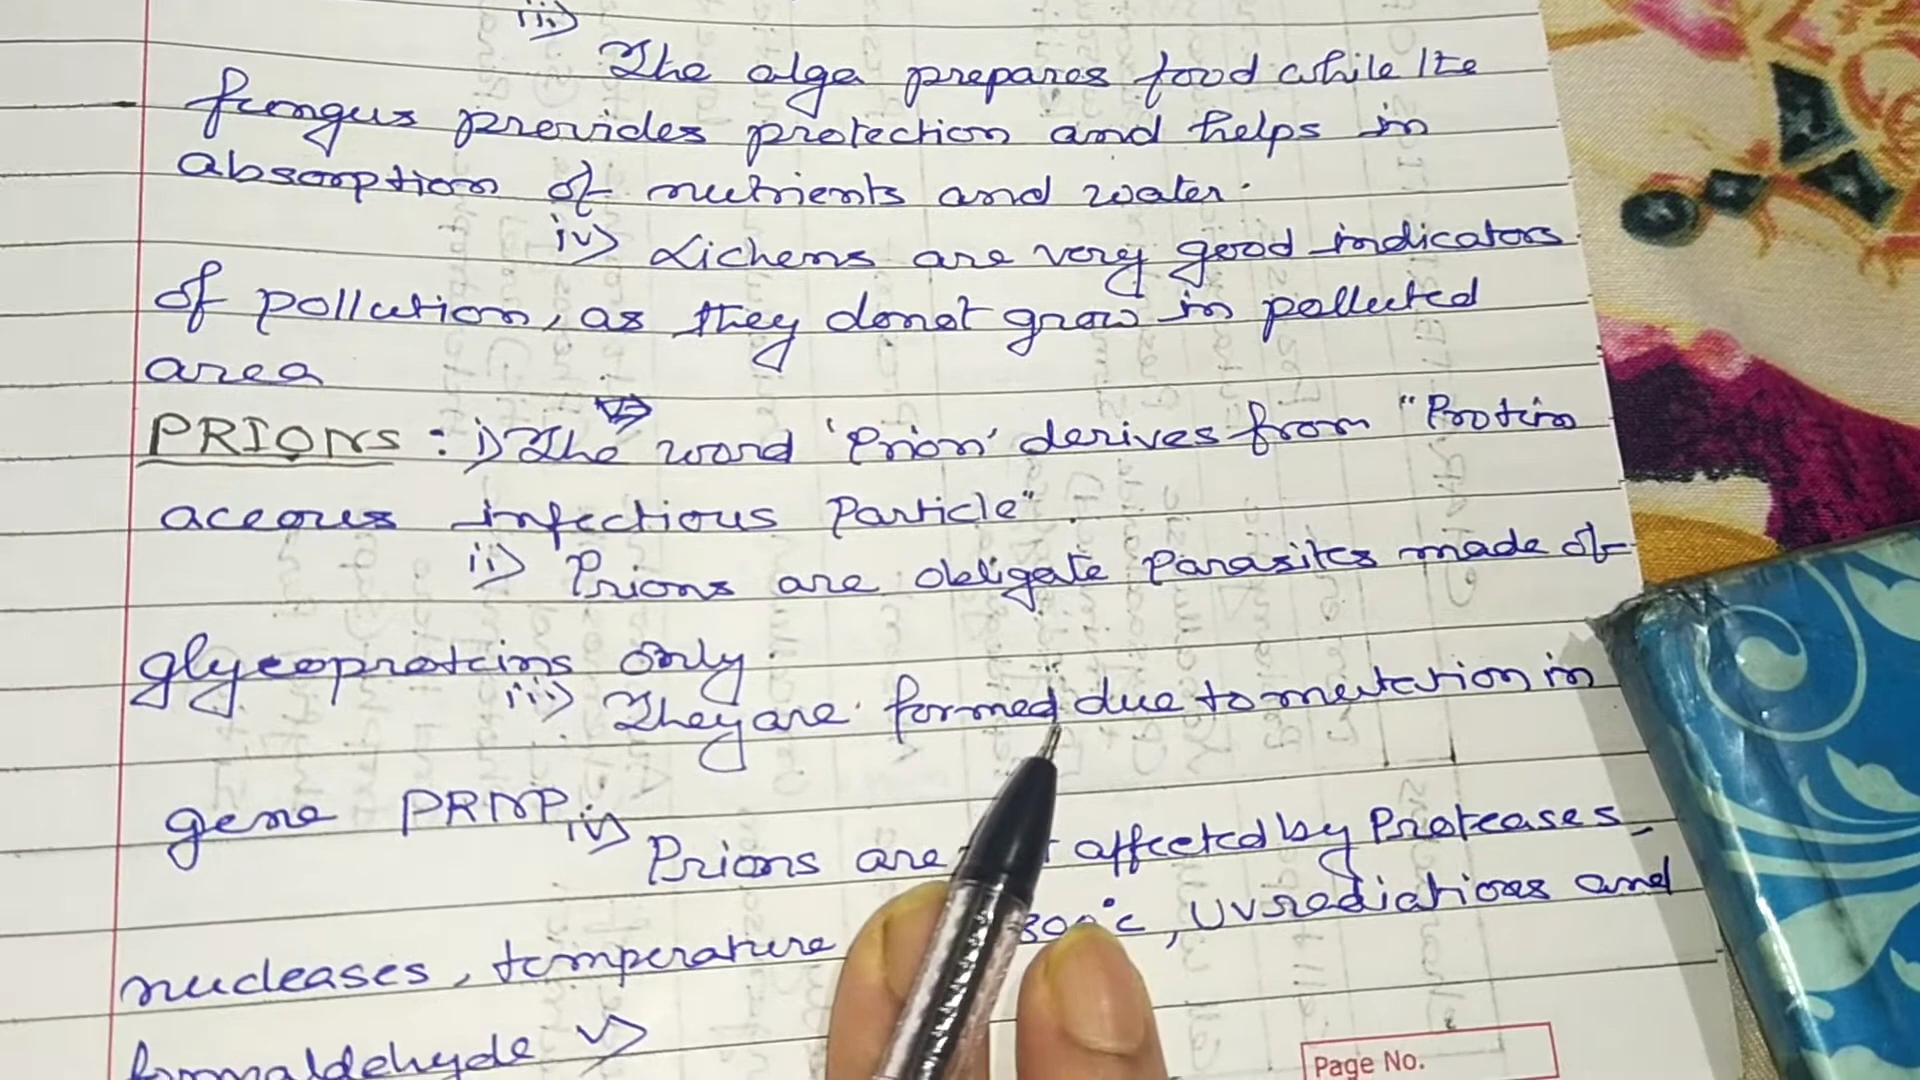 iii)
The alga prepares food while the
fungus provides protection and helps in
absorption of nutrients and water.
iv) Lichens are very good indicators
of pollution, as they donot grow in polluted
area
PRIONS : i) The word 'Prion' derives from "Protein
aceous infectious Particle"
ii) Prions are obligate Parasites made of
glycoproteins only.
iii) They are formed due to mutation in
gene PRNP
iv) Prions are affected by Proteases,
nucleases, temperature 800°c, UV radiations and
formaldehyde v)
Page No.